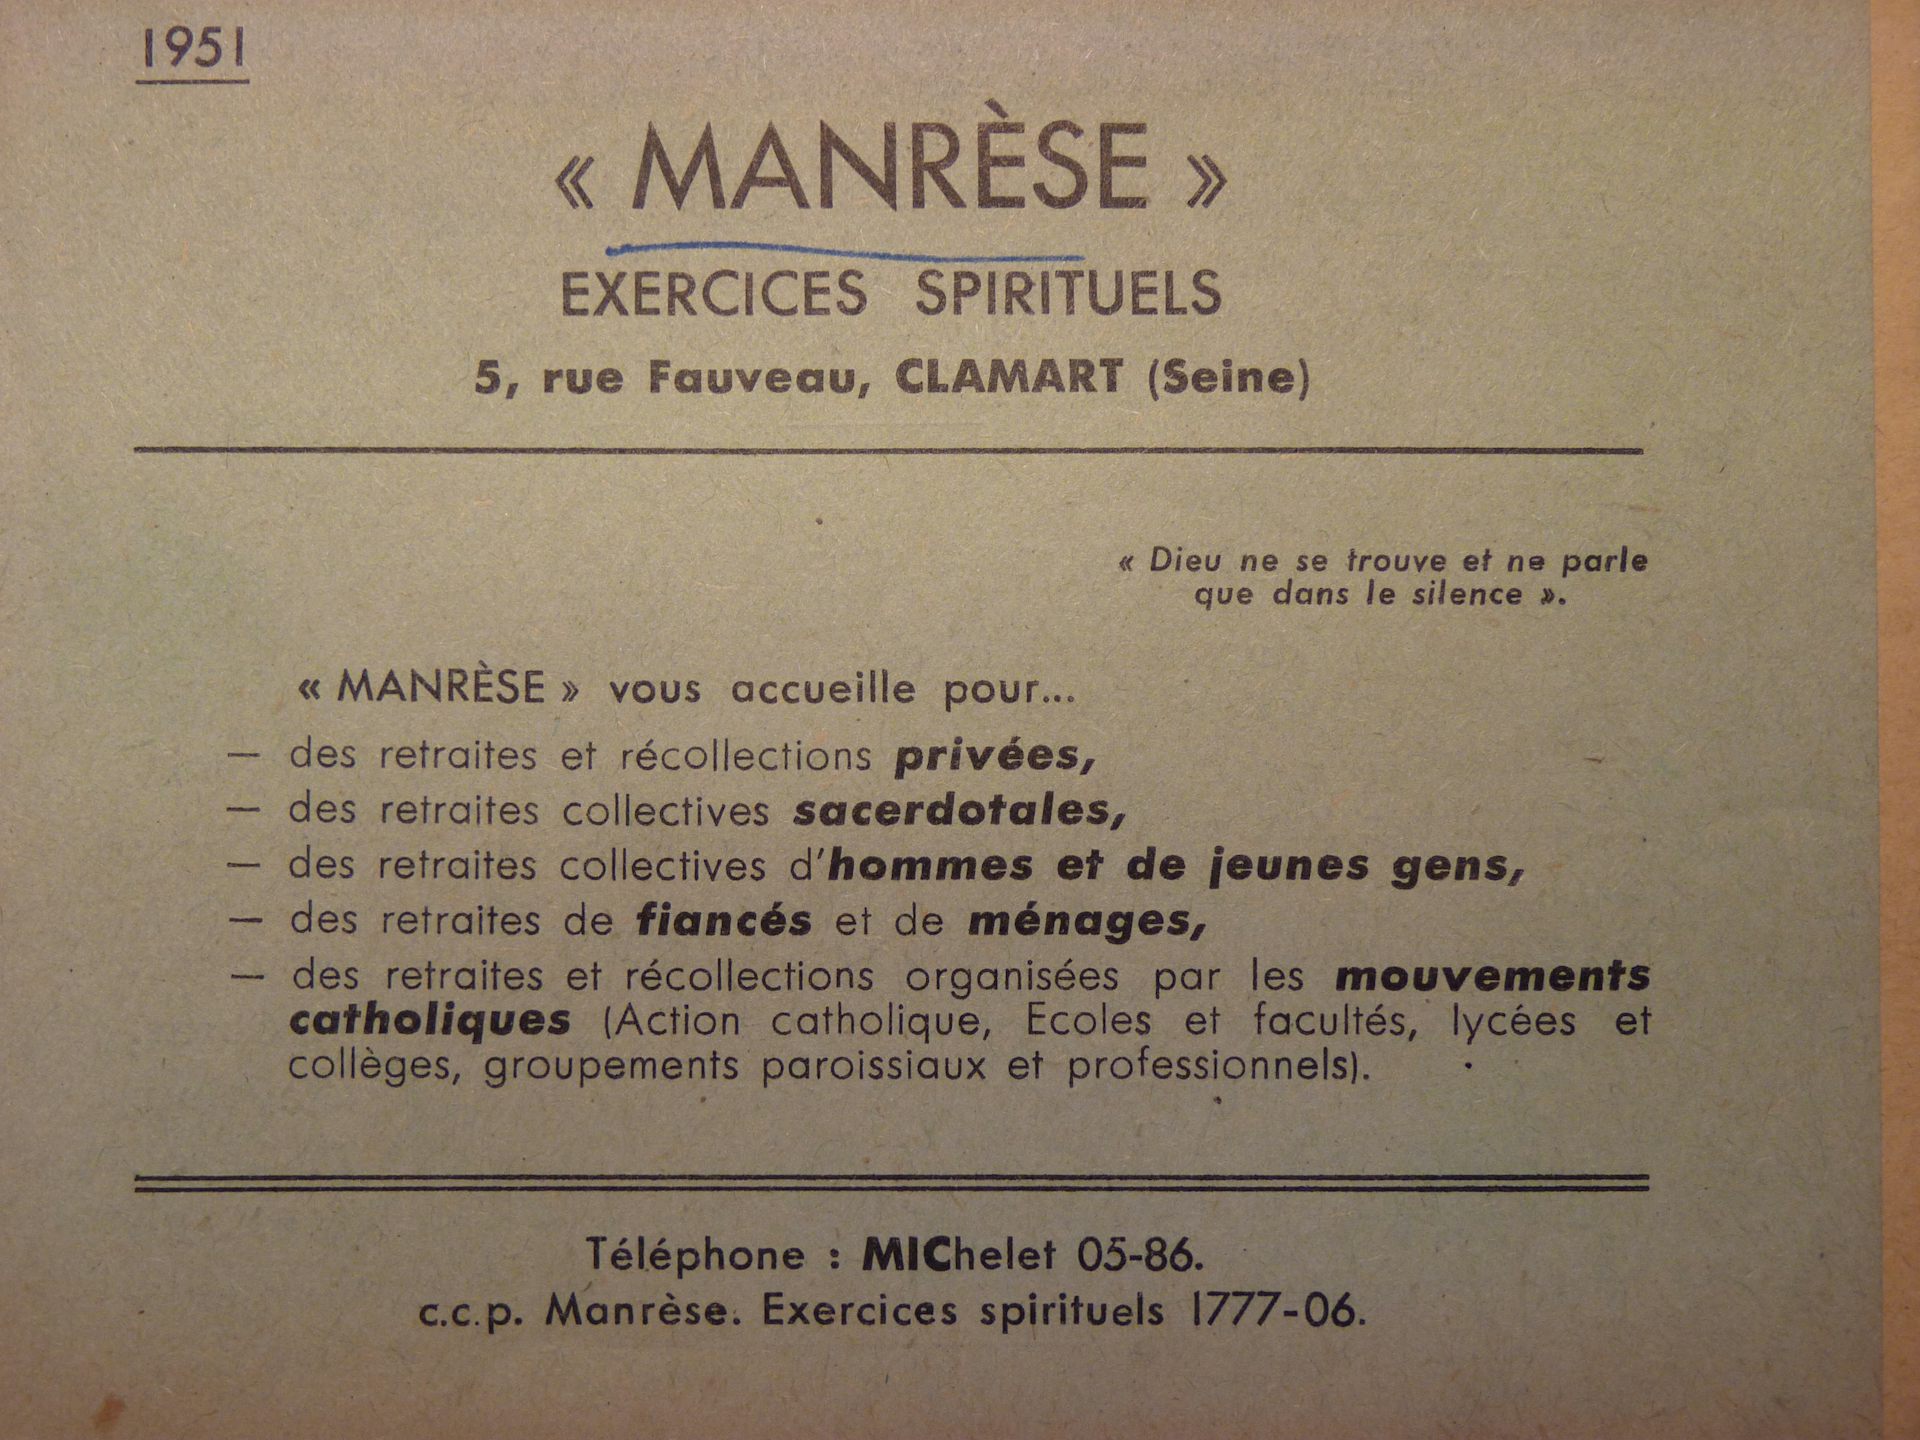 1951
« MANRÈSE »
EXERCICES SPIRITUELS
5, rue Fauveau, CLAMART (Seine)
« Dieu ne se trouve et ne parle
que dans le silence ».
« MANRÈSE » vous accueille pour...
— des retraites et récollections privées,
— des retraites collectives sacerdotales,
— des retraites collectives d'hommes et de jeunes gens,
— des retraites de fiancés et de ménages,
— des retraites et récollections organisées par les mouvements
catholiques (Action catholique, Ecoles et facultés, lycées et
collèges, groupements paroissiaux et professionnels).
Téléphone : MIChelet 05-86.
c.c.p. Manrèse. Exercices spirituels 1777-06.